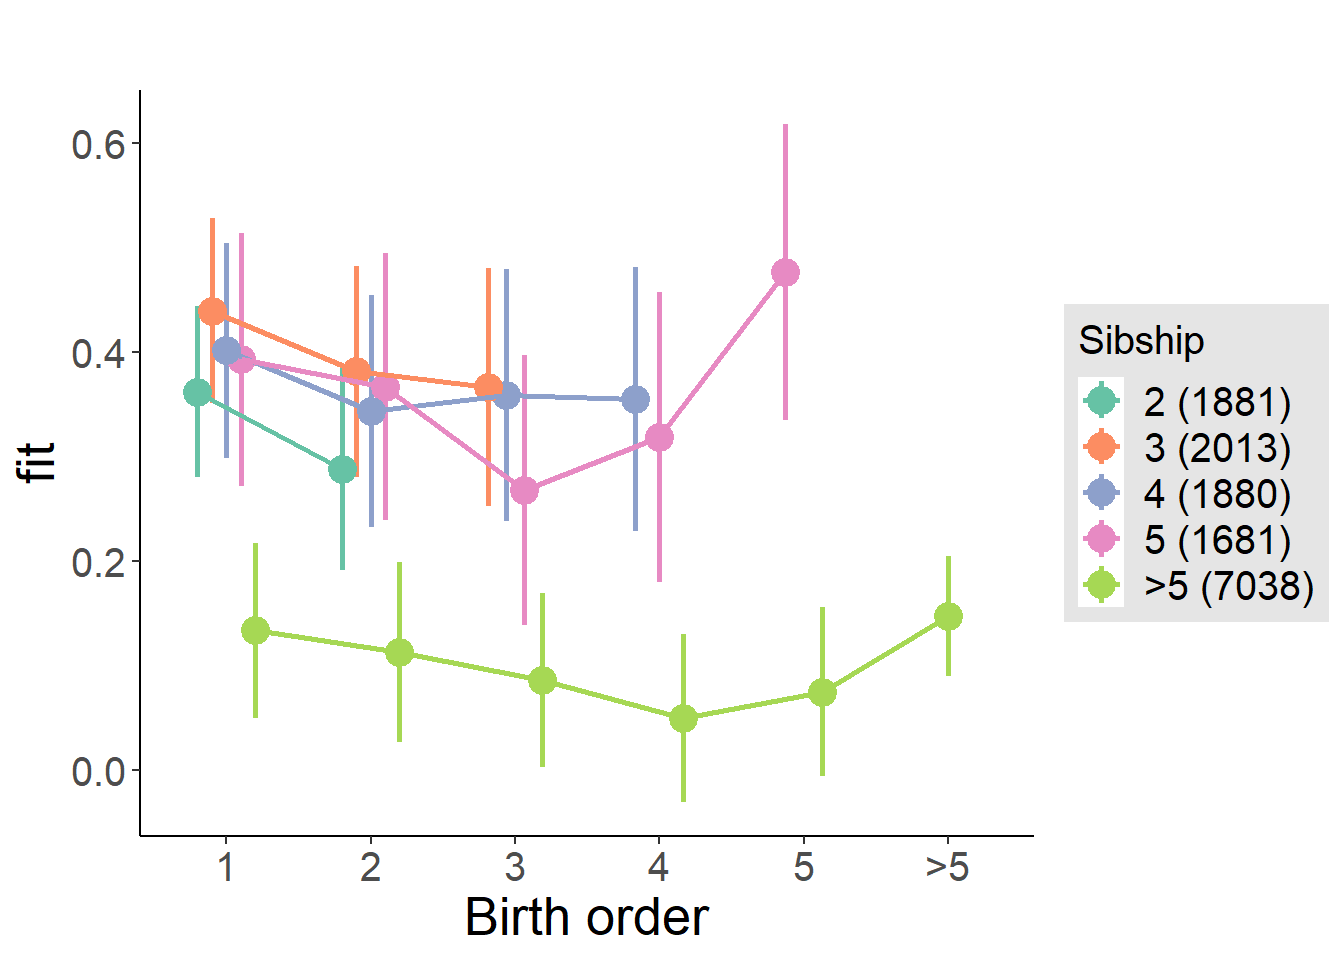 0.6
0.4
0.2
0.0
fit
1 2 3 4 5 >5
Birth order
Sibship
2 (1881)
3 (2013)
4 (1880)
5 (1681)
>5 (7038)